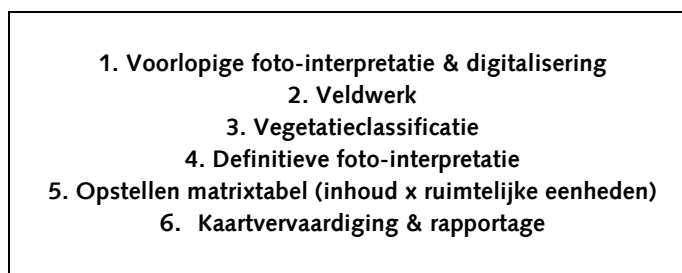 1. Voorlopige foto-interpretatie & digitalisering
2. Veldwerk
3. Vegetatieclassificatie
4. Definitieve foto-interpretatie
5. Opstellen matrixtabel (inhoud x ruimtelijke eenheden)
6. Kaartvervaardiging & rapportage